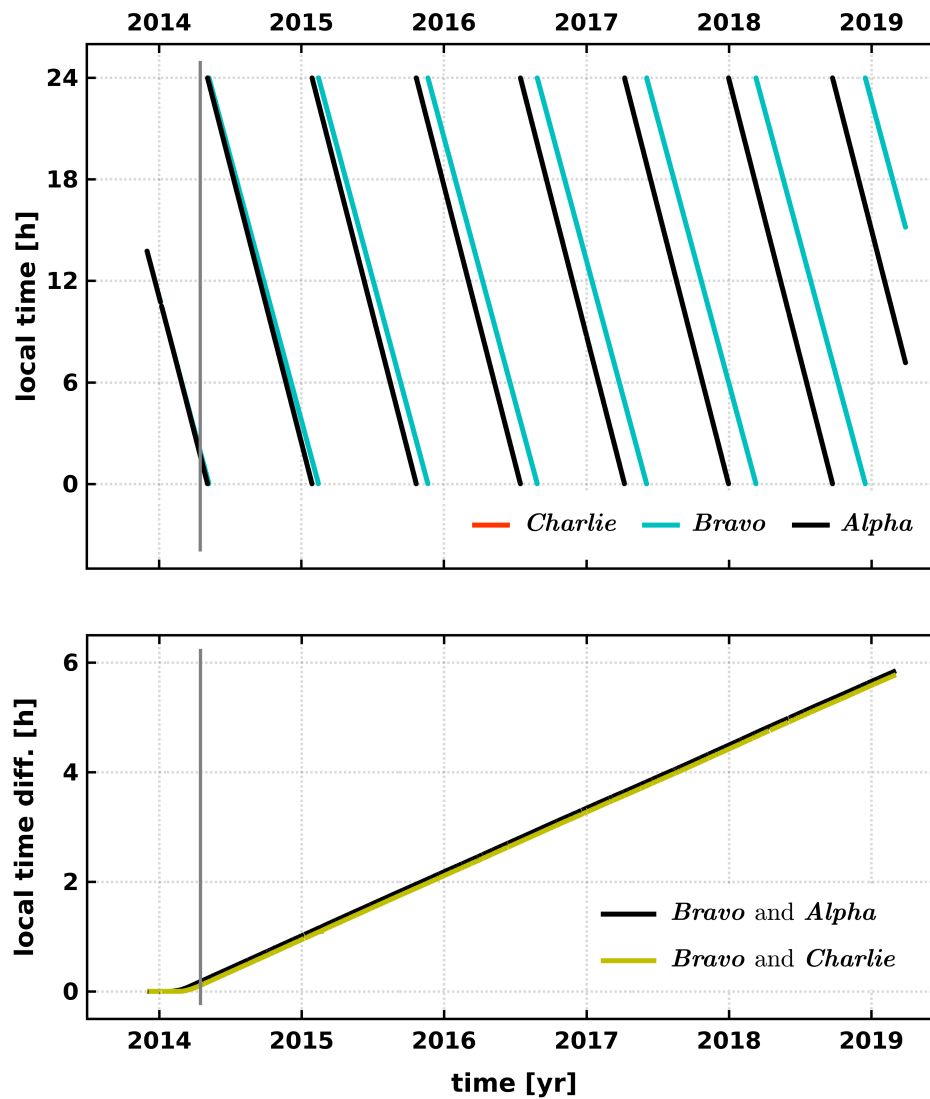 2014 2015 2016 2017 2018 2019
local time [h]
24
18
12
6
0
Charlie Bravo Alpha
local time diff. [h]
6
4
2
0
Bravo and Alpha
Bravo and Charlie
2014 2015 2016 2017 2018 2019
time [yr]